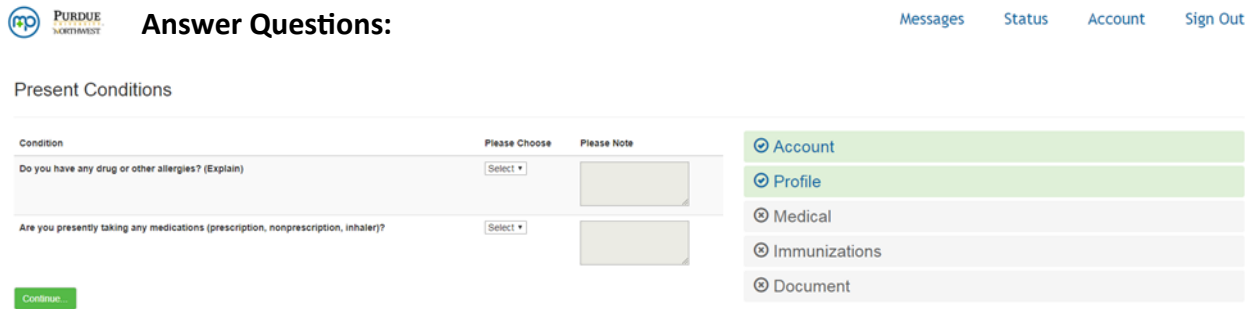 mp PURDUE UNIVERSITY NORTHWEST Answer Questions: Messages Status Account Sign Out
Present Conditions
Condition Please Choose Please Note
Do you have any drug or other allergies? (Explain) Select
Are you presently taking any medications (prescription, nonprescription, inhaler)? Select
Continue...
Account
Profile
Medical
Immunizations
Document